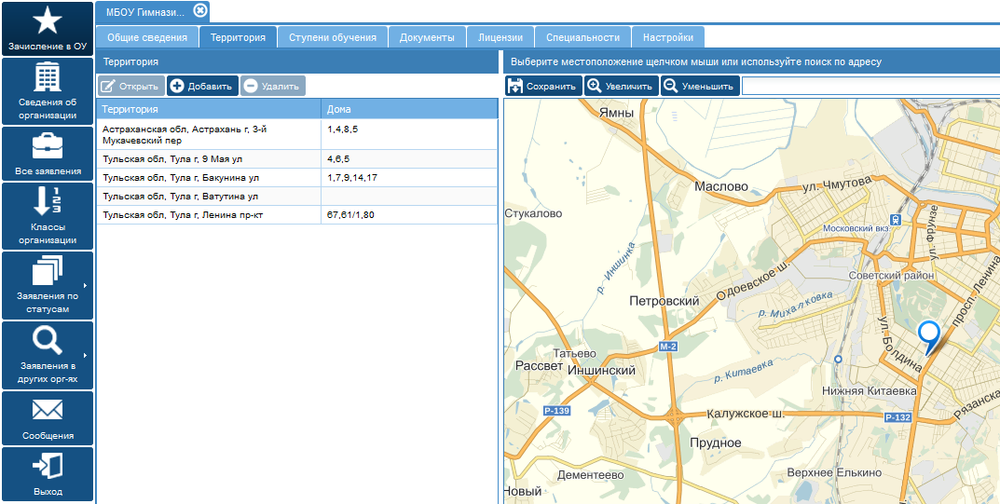 Зачисление в ОУ
Сведения об
организации
Все заявления
1
2
3
Классы
организации
Заявления по
статусам
Заявления в
других орг-ях
Сообщения
Выход
МБОУ Гимнази...
Общие сведения
Территория
Ступени обучения
Документы
Лицензии
Специальности
Настройки
Территория
Открыть
Добавить
Удалить
Территория Дома
Астраханская обл, Астрахань г, 3-й
Мукачевский пер
1,4,8,5
Тульская обл, Тула г, 9 Мая ул 4,6,5
Тульская обл, Тула г, Бакунина ул 1,7,9,14,17
Тульская обл, Тула г, Ватутина ул
Тульская обл, Тула г, Ленина пр-кт 67,61/1,80
Выберите местоположение щелчком мыши или используйте поиск по адресу
Сохранить
Увеличить
Уменьшить
Ямны
Маслово
ул. Чмутова
Стукалово
Московский вкз.
ул. Фрунзе
р. Иншинка
Одоевское ш.
Советский район
просп. Ленина
Петровский
р. Михалковка
ул. Болдина
М-2
Татьево
Рассвет
Иншинский
р. Китаевка
Нижняя Китаевка
Рязанска
Р-139
Калужское ш.
Р-132
Прудное
Дементеево
Верхнее Елькино
Новый